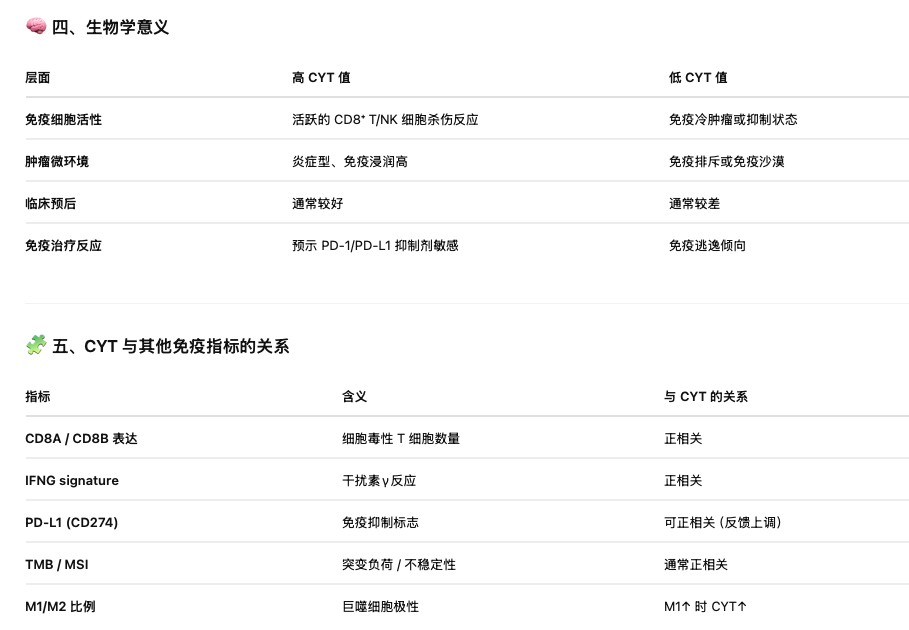 四、生物学意义
层面 高 CYT 值 低 CYT 值
免疫细胞活性 活跃的 CD8⁺ T/NK 细胞杀伤反应 免疫冷肿瘤或抑制状态
肿瘤微环境 炎症型、免疫浸润高 免疫排斥或免疫沙漠
临床预后 通常较好 通常较差
免疫治疗反应 预示 PD-1/PD-L1 抑制剂敏感 免疫逃逸倾向
五、CYT 与其他免疫指标的关系
指标 含义 与 CYT 的关系
CD8A / CD8B 表达 细胞毒性 T 细胞数量 正相关
IFNG signature 干扰素γ反应 正相关
PD-L1 (CD274) 免疫抑制标志 可正相关（反馈上调）
TMB / MSI 突变负荷 / 不稳定性 通常正相关
M1/M2 比例 巨噬细胞极性 M1↑ 时 CYT↑